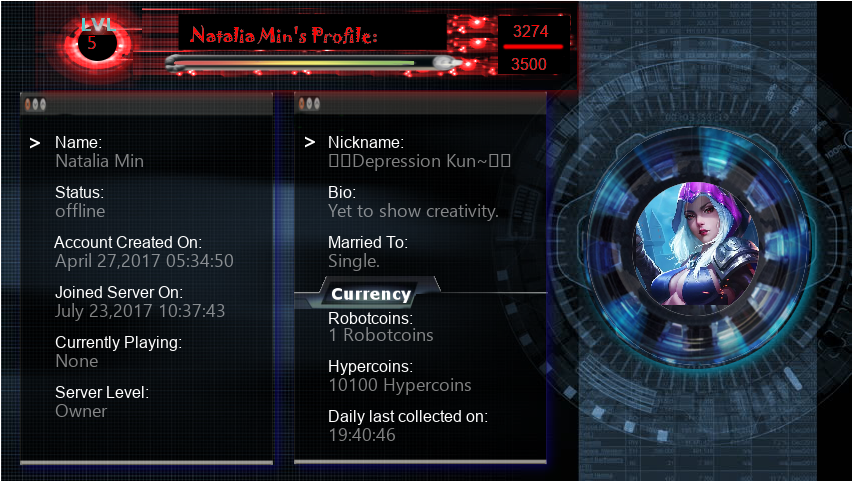 LVL
5
Natalia Min's Profile:
3274
3500
> Name:
Natalia Min
Status:
offline
Account Created On:
April 27,2017 05:34:50
Joined Server On:
July 23,2017 10:37:43
Currently Playing:
None
Server Level:
Owner
> Nickname:
▯▯Depression Kun~▯▯
Bio:
Yet to show creativity.
Married To:
Single.
Currency
Robotcoins:
1 Robotcoins
Hypercoins:
10100 Hypercoins
Daily last collected on:
19:40:46